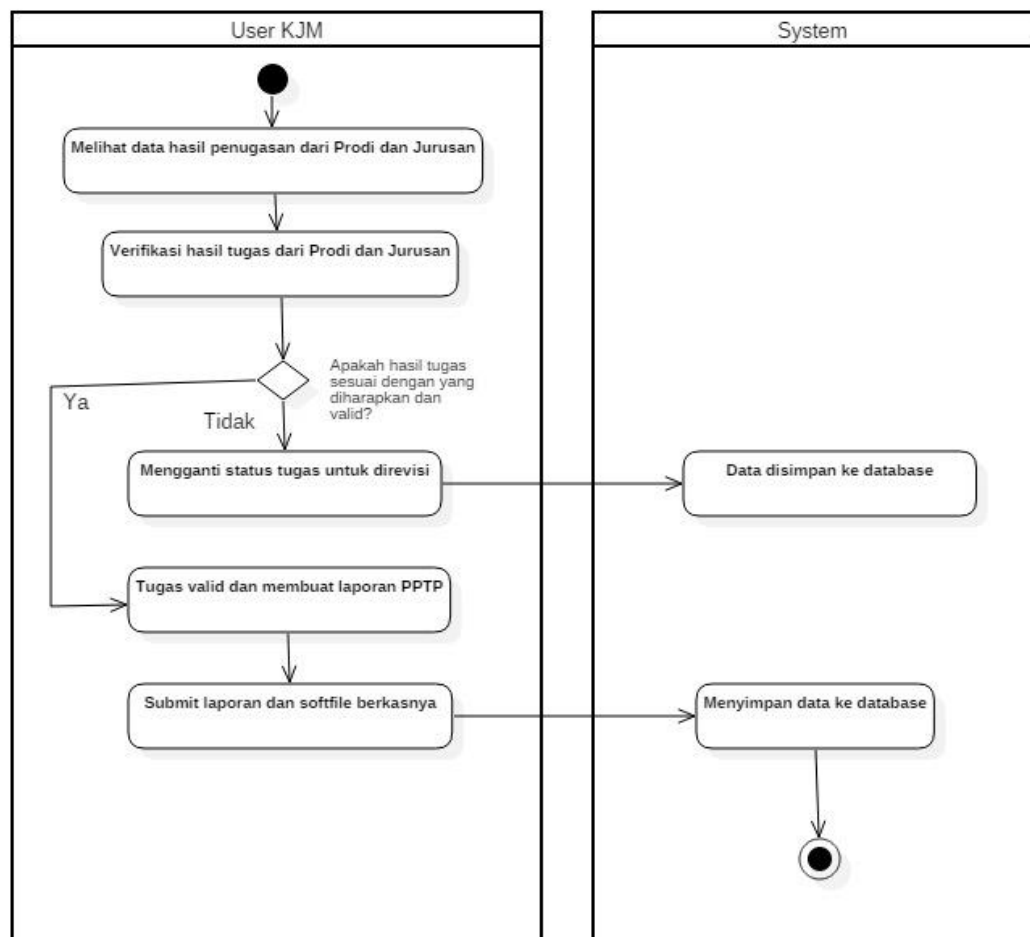 User KJM
System
Melihat data hasil penugasan dari Prodi dan Jurusan
Verifikasi hasil tugas dari Prodi dan Jurusan
Apakah hasil tugas
sesuai dengan yang
diharapkan dan
valid?
Ya
Tidak
Mengganti status tugas untuk direvisi
Data disimpan ke database
Tugas valid dan membuat laporan PPTP
Submit laporan dan softfile berkasnya
Menyimpan data ke database